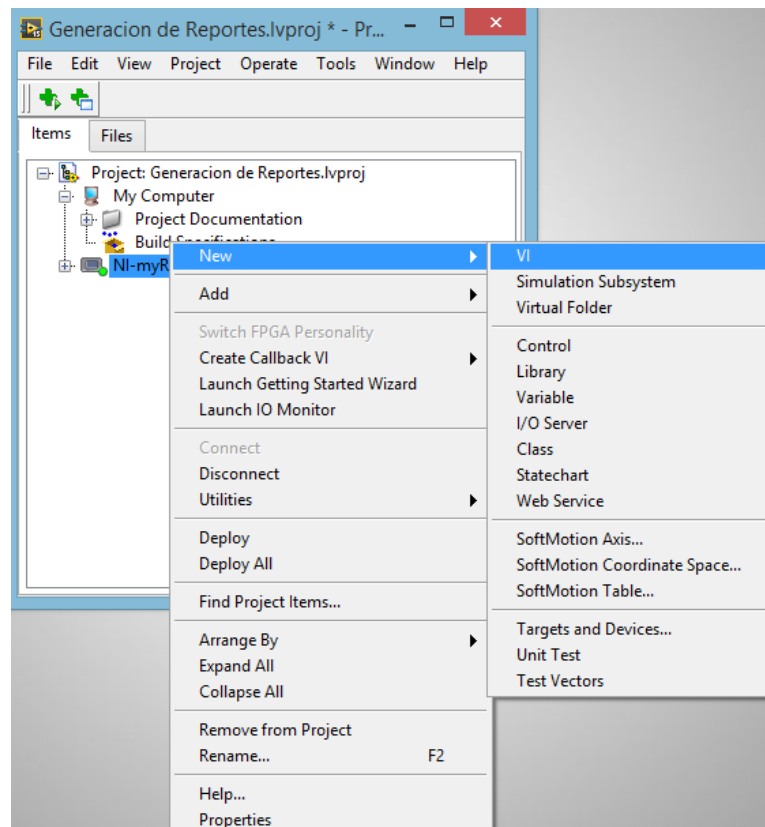 Generacion de Reportes.lvproj * - Pr...
File Edit View Project Operate Tools Window Help
Items Files
Project: Generacion de Reportes.lvproj
My Computer
Project Documentation
Build Specifications
NI-myR
New
Add
Switch FPGA Personality
Create Callback VI
Launch Getting Started Wizard
Launch IO Monitor
Connect
Disconnect
Utilities
Deploy
Deploy All
Find Project Items...
Arrange By
Expand All
Collapse All
Remove from Project
Rename... F2
Help...
Properties
VI
Simulation Subsystem
Virtual Folder
Control
Library
Variable
I/O Server
Class
Statechart
Web Service
SoftMotion Axis...
SoftMotion Coordinate Space...
SoftMotion Table...
Targets and Devices...
Unit Test
Test Vectors